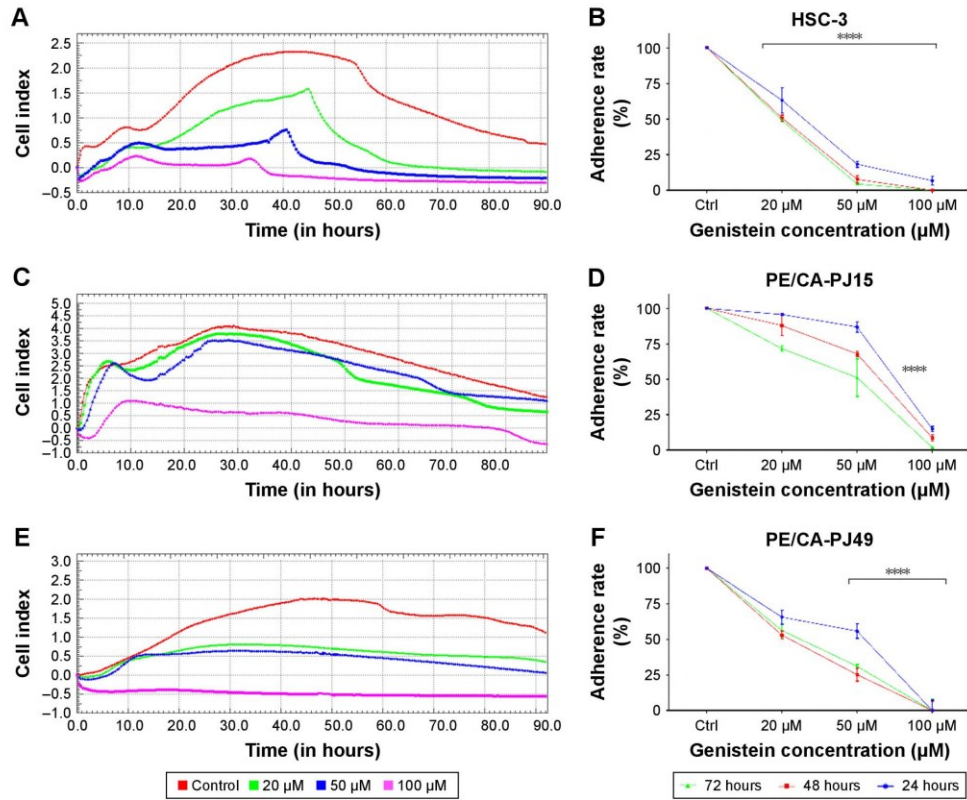 A
Cell index
2.5
2.0
1.5
1.0
0.5
0.0
–0.5
0.0 10.0 20.0 30.0 40.0 50.0 60.0 70.0 80.0 90.0
Time (in hours)
B
HSC-3
****
Adherence rate
(%)
100
75
50
25
0
Ctrl 20 µM 50 µM 100 µM
Genistein concentration (µM)
C
Cell index
5.0
4.5
4.0
3.5
3.0
2.5
2.0
1.5
1.0
0.5
0.0
–0.5
–1.0
0.0 10.0 20.0 30.0 40.0 50.0 60.0 70.0 80.0
Time (in hours)
D
PE/CA-PJ15
****
Adherence rate
(%)
100
75
50
25
0
Ctrl 20 µM 50 µM 100 µM
Genistein concentration (µM)
E
Cell index
3.0
2.5
2.0
1.5
1.0
0.5
0.0
–0.5
–1.0
0.0 10.0 20.0 30.0 40.0 50.0 60.0 70.0 80.0 90.0
Time (in hours)
Control 20 µM 50 µM 100 µM
F
PE/CA-PJ49
****
Adherence rate
(%)
100
75
50
25
0
Ctrl 20 µM 50 µM 100 µM
Genistein concentration (µM)
72 hours 48 hours 24 hours